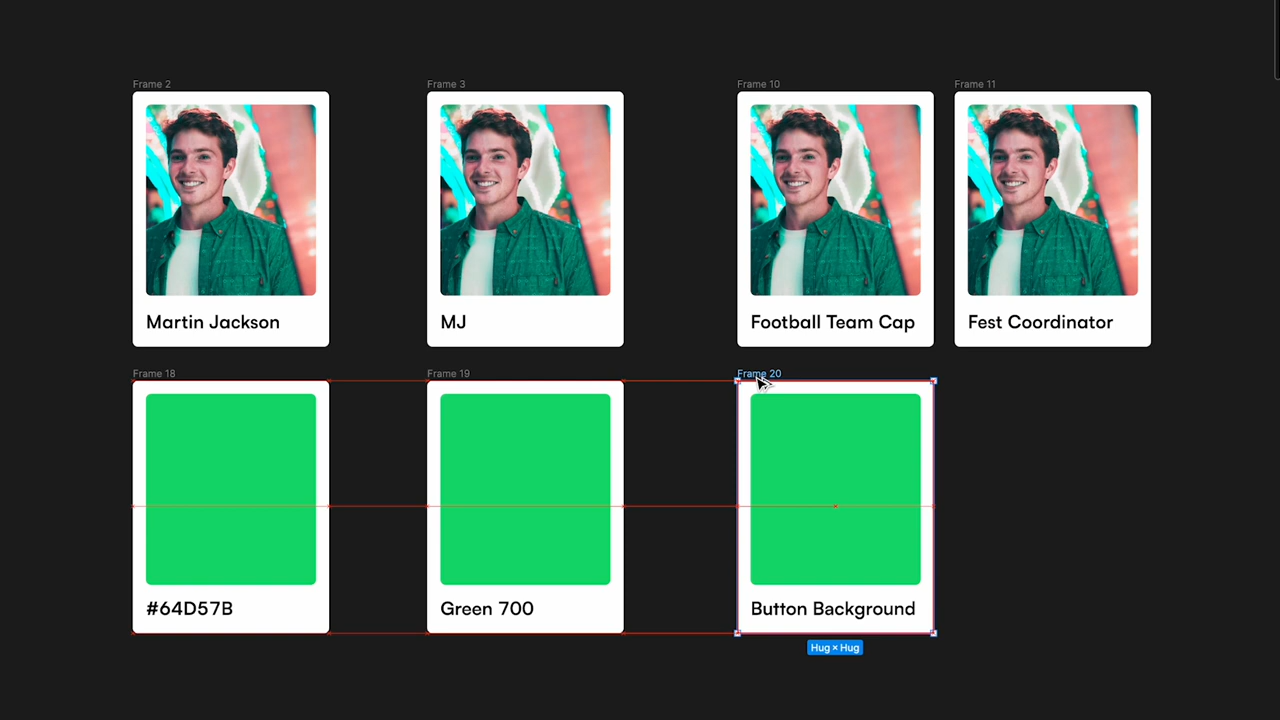 Frame 2
Frame 3
Frame 10
Frame 11
Martin Jackson
MJ
Football Team Cap
Fest Coordinator
Frame 18
Frame 19
Frame 20
#64D57B
Green 700
Button Background
Hug × Hug